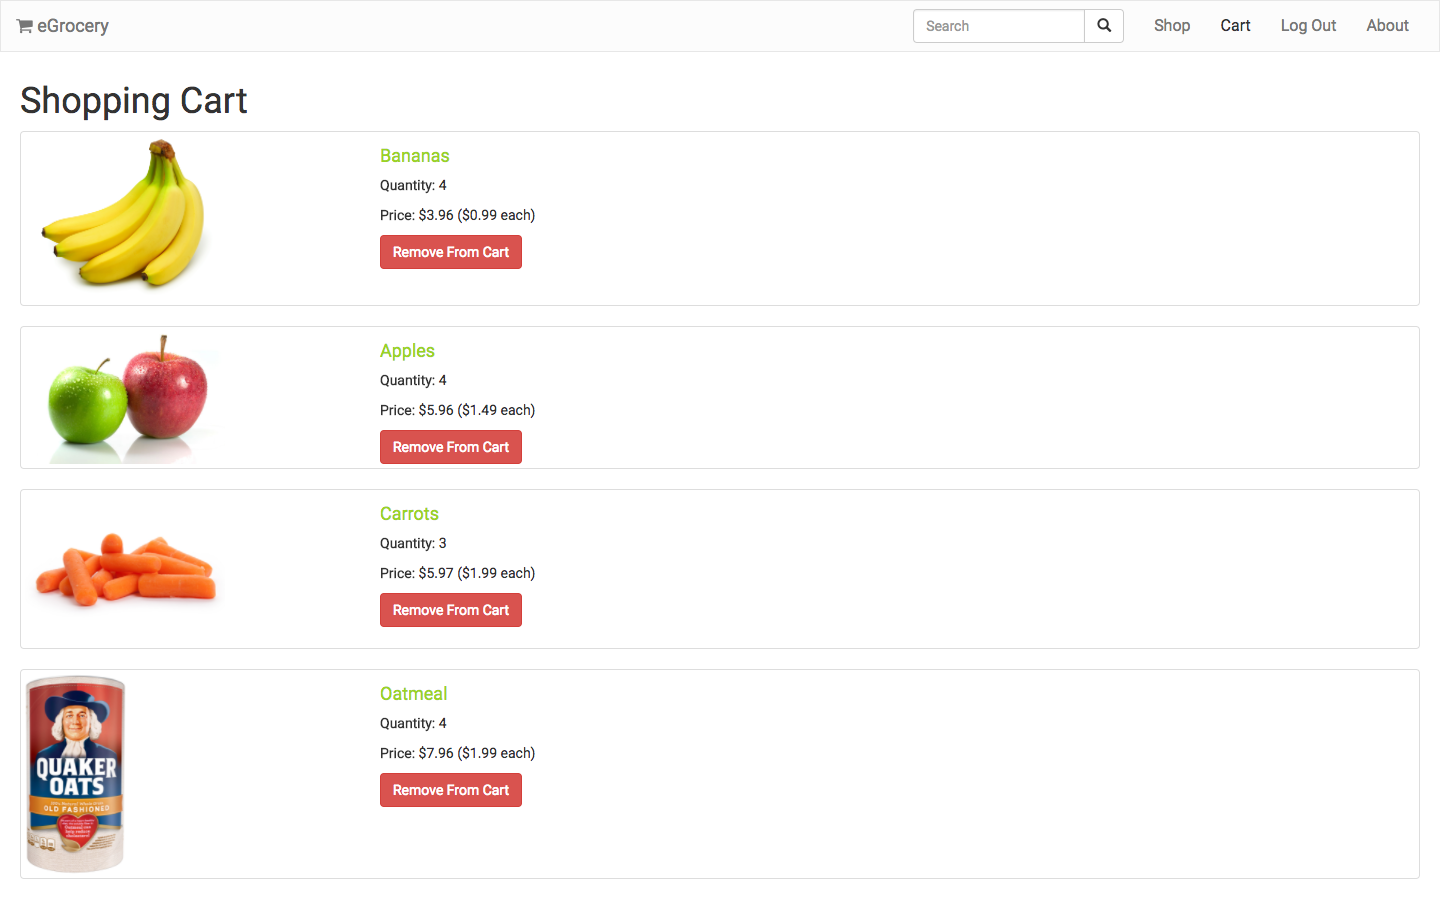 eGrocery
Search
Shop
Cart
Log Out
About
Shopping Cart
Bananas
Quantity: 4
Price: $3.96 ($0.99 each)
Remove From Cart
Apples
Quantity: 4
Price: $5.96 ($1.49 each)
Remove From Cart
Carrots
Quantity: 3
Price: $5.97 ($1.99 each)
Remove From Cart
QUAKER
OATS
OLD FASHIONED
Oatmeal
Quantity: 4
Price: $7.96 ($1.99 each)
Remove From Cart